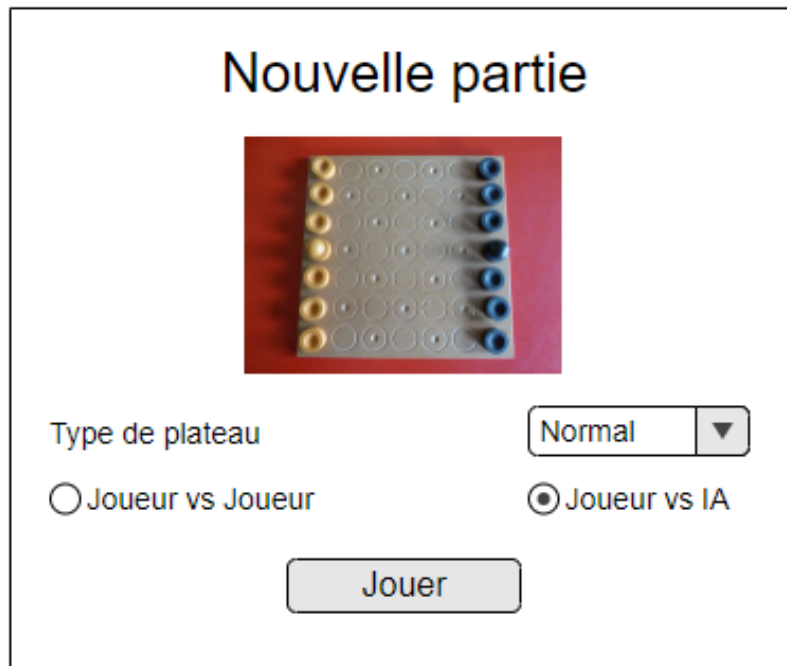 Nouvelle partie
Type de plateau
Normal
Joueur vs Joueur
Joueur vs IA
Jouer